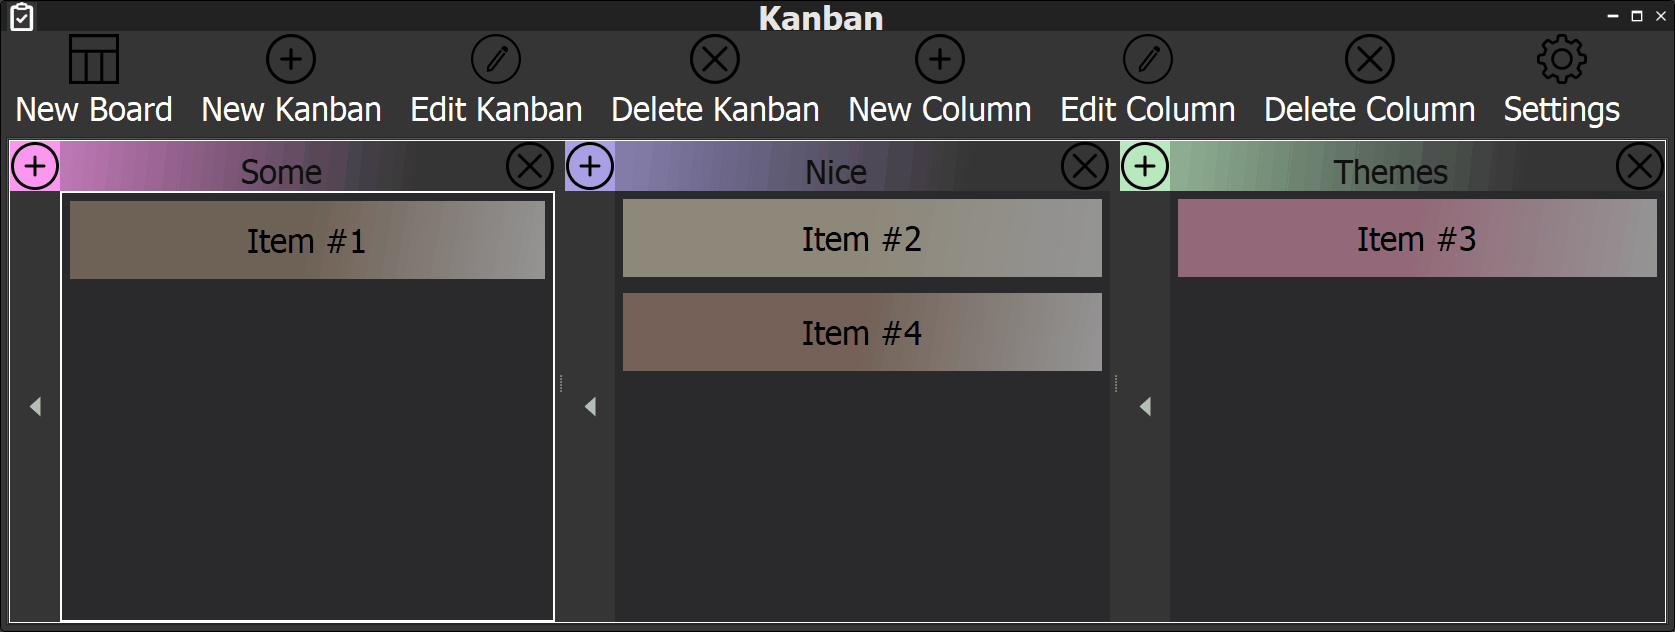 Kanban
New Board New Kanban Edit Kanban Delete Kanban New Column Edit Column Delete Column Settings
Some Nice Themes
Item #1 Item #2 Item #3
Item #4